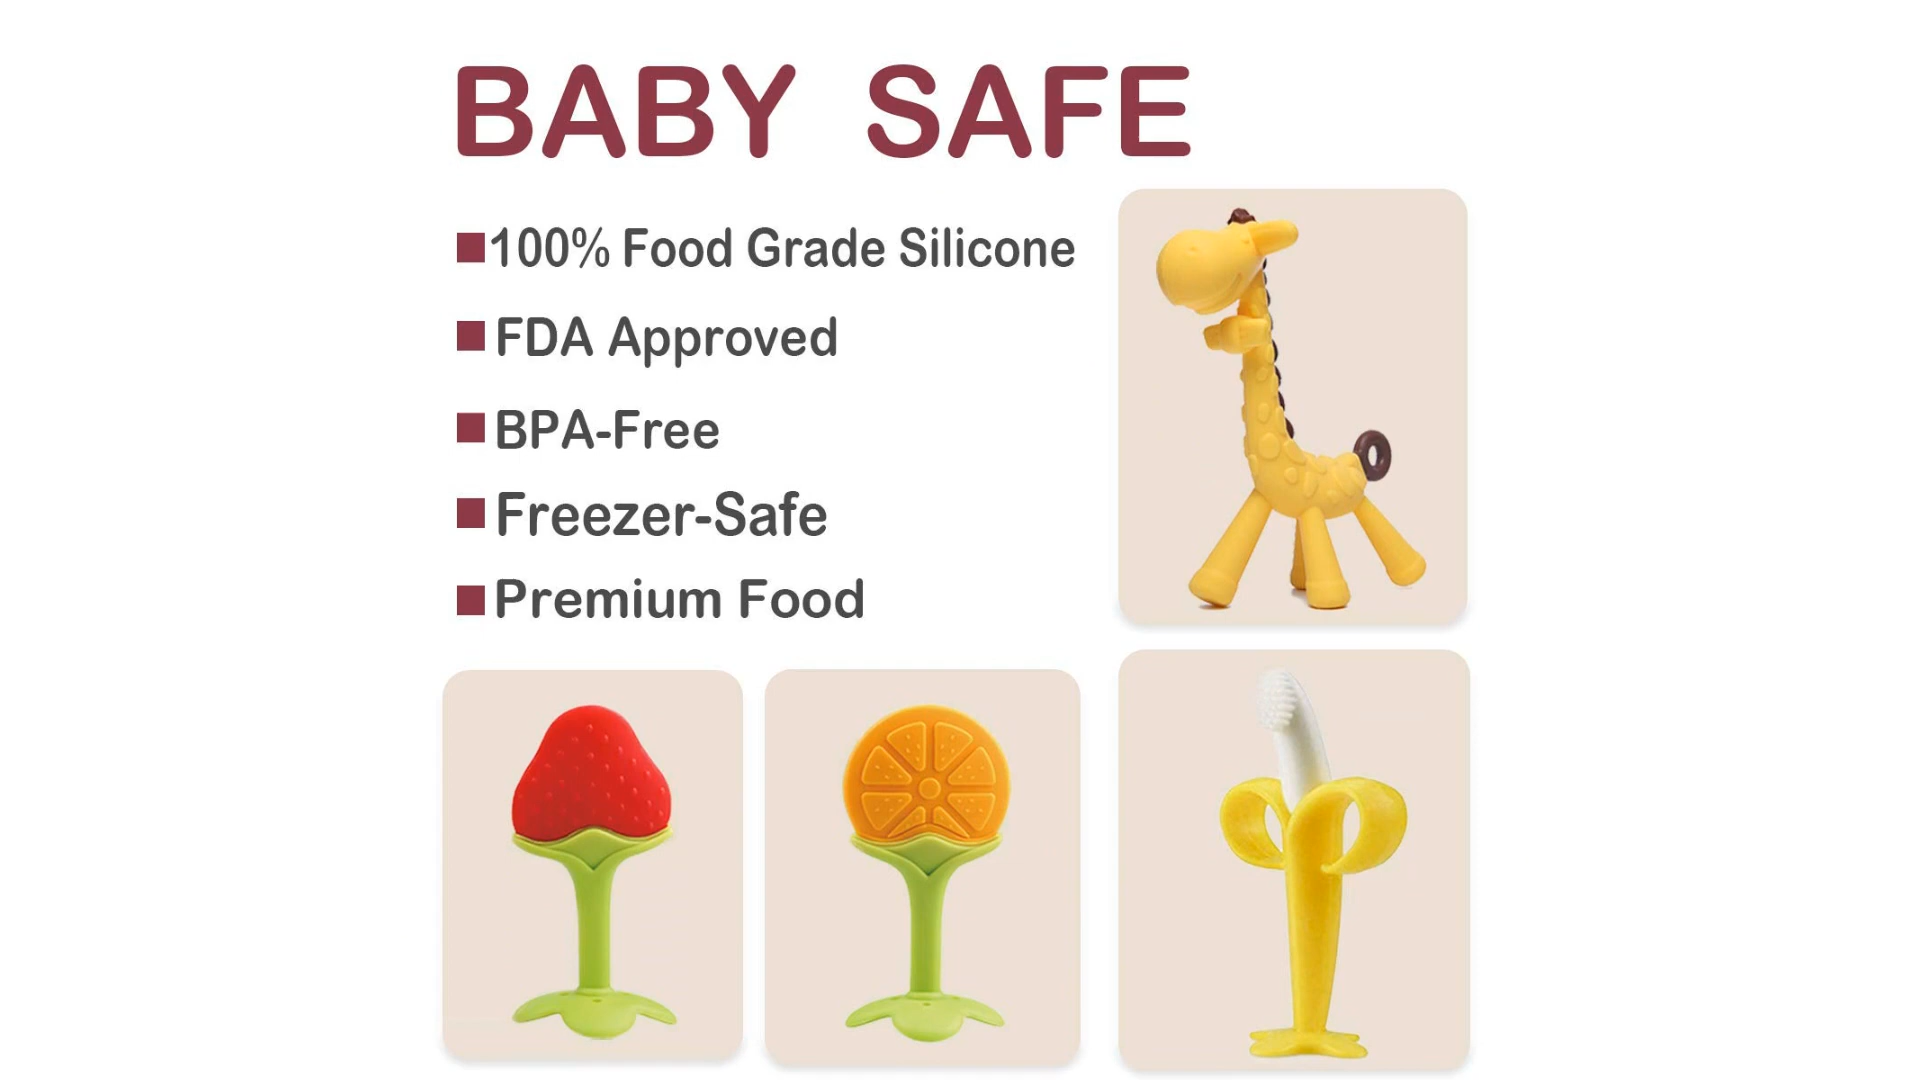 BABY SAFE
100% Food Grade Silicone
FDA Approved
BPA-Free
Freezer-Safe
Premium Food